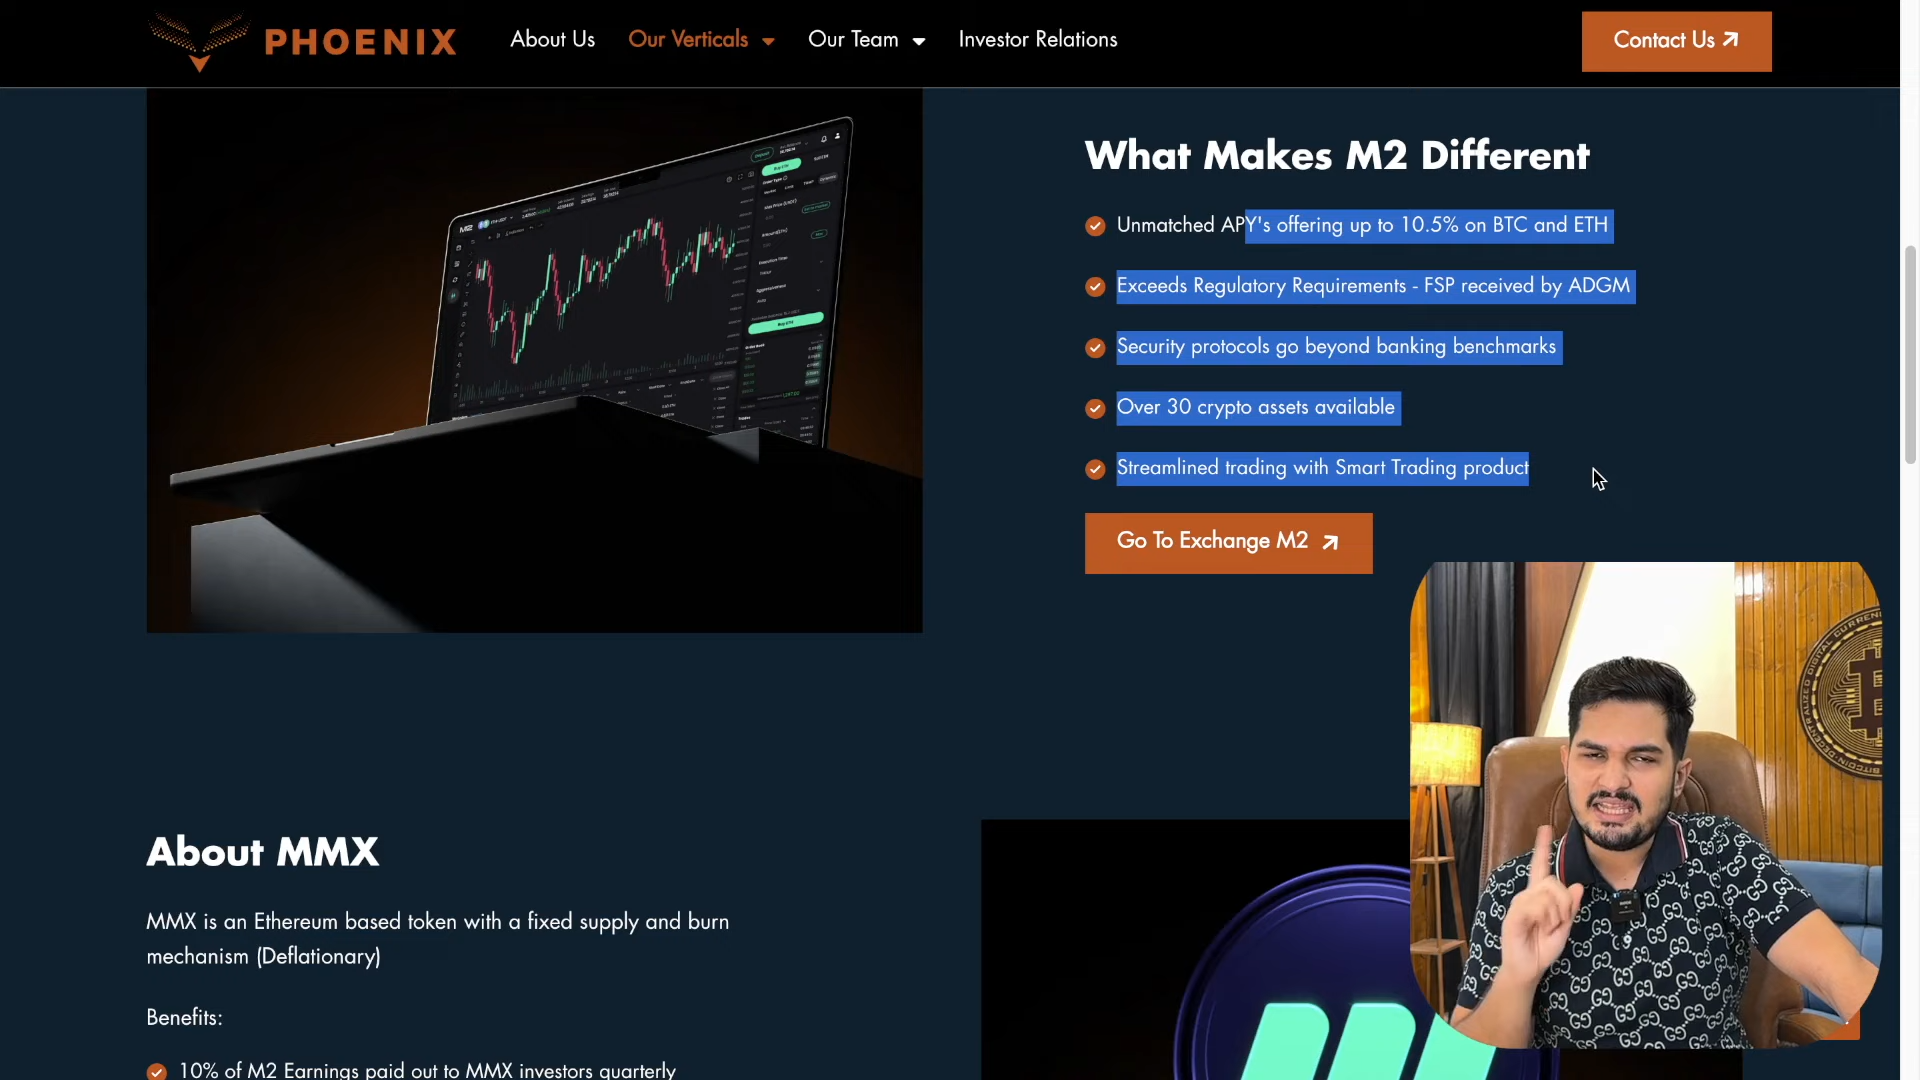 PHOENIX
About Us
Our Verticals
Our Team
Investor Relations
Contact Us
What Makes M2 Different
Unmatched APY's offering up to 10.5% on BTC and ETH
Exceeds Regulatory Requirements - FSP received by ADGM
Security protocols go beyond banking benchmarks
Over 30 crypto assets available
Streamlined trading with Smart Trading product
Go To Exchange M2
About MMX
MMX is an Ethereum based token with a fixed supply and burn
mechanism (Deflationary)
Benefits:
10% of M2 Earnings paid out to MMX investors quarterly